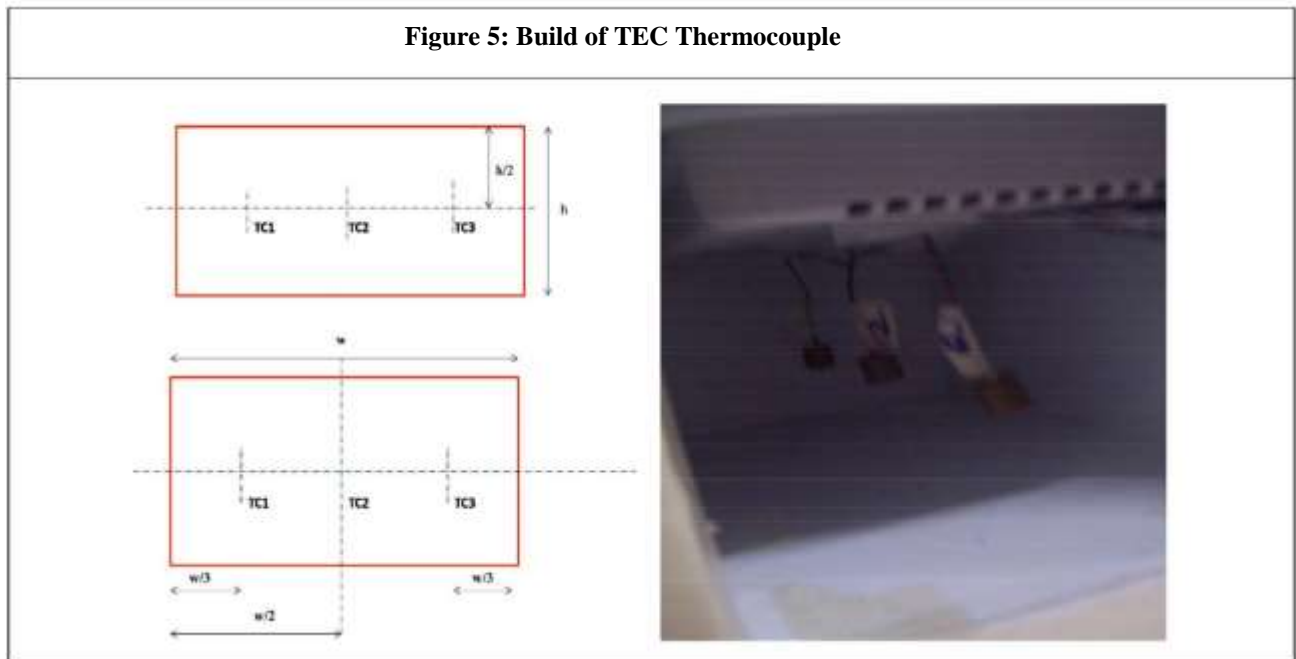 Figure 5: Build of TEC Thermocouple
h/2
h
TC1 TC2 TC3
w
TC1 TC2 TC3
w/3 w/3
w/2